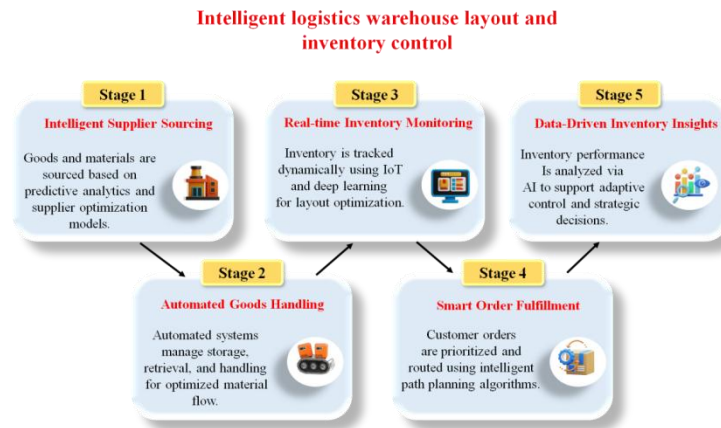 Intelligent logistics warehouse layout and
inventory control
Stage 1
Intelligent Supplier Sourcing
Goods and materials are
sourced based on
predictive analytics and
supplier optimization
models.
Stage 2
Automated Goods Handling
Automated systems
manage storage,
retrieval, and handling
for optimized material
flow.
Stage 3
Real-time Inventory Monitoring
Inventory is tracked
dynamically using IoT
and deep learning
for layout optimization.
Stage 4
Smart Order Fulfillment
Customer orders
are prioritized and
routed using intelligent
path planning algorithms.
Stage 5
Data-Driven Inventory Insights
Inventory performance
Is analyzed via
AI to support adaptive
control and strategic
decisions.